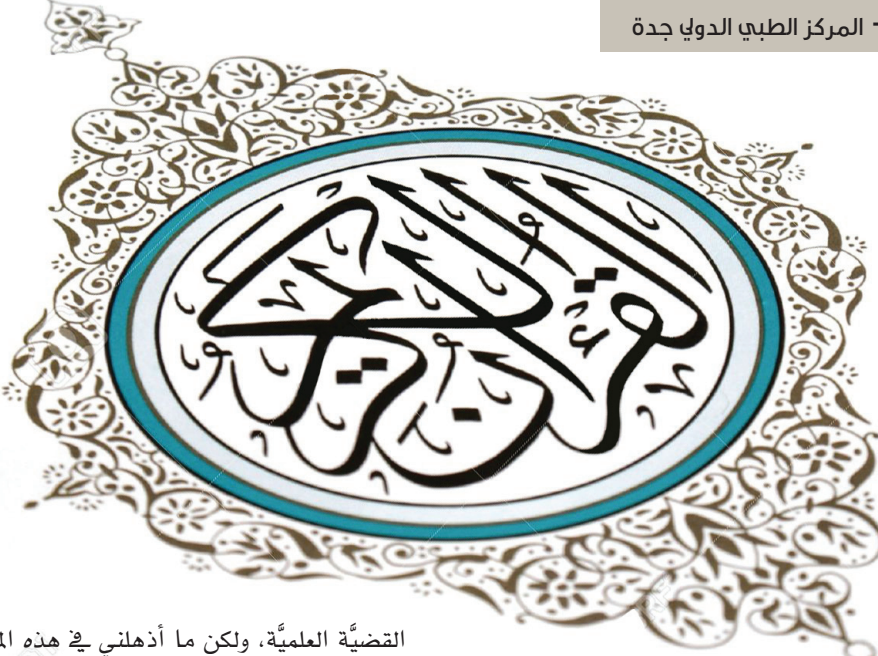 - المركز الطبي الدولي جدة
القرآن الكريم
القضيَّة العلميَّة، ولكن ما أذهلني في هذه